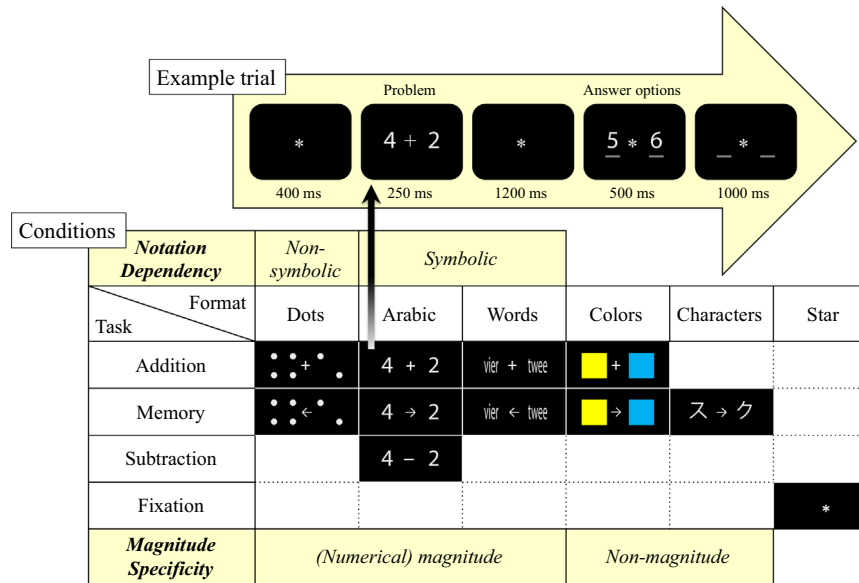 Example trial
Problem
Answer options
*
4 + 2
*
5 * 6
_ * _
400 ms
250 ms
1200 ms
500 ms
1000 ms
Conditions
Notation
Dependency
Non-
symbolic
Symbolic
Format
Task
Dots
Arabic
Words
Colors
Characters
Star
Addition
+
4 + 2
vier + twee
+
Memory
←
4 → 2
vier ← twee
→
ス → ク
Subtraction
4 − 2
Fixation
*
Magnitude
Specificity
(Numerical) magnitude
Non-magnitude